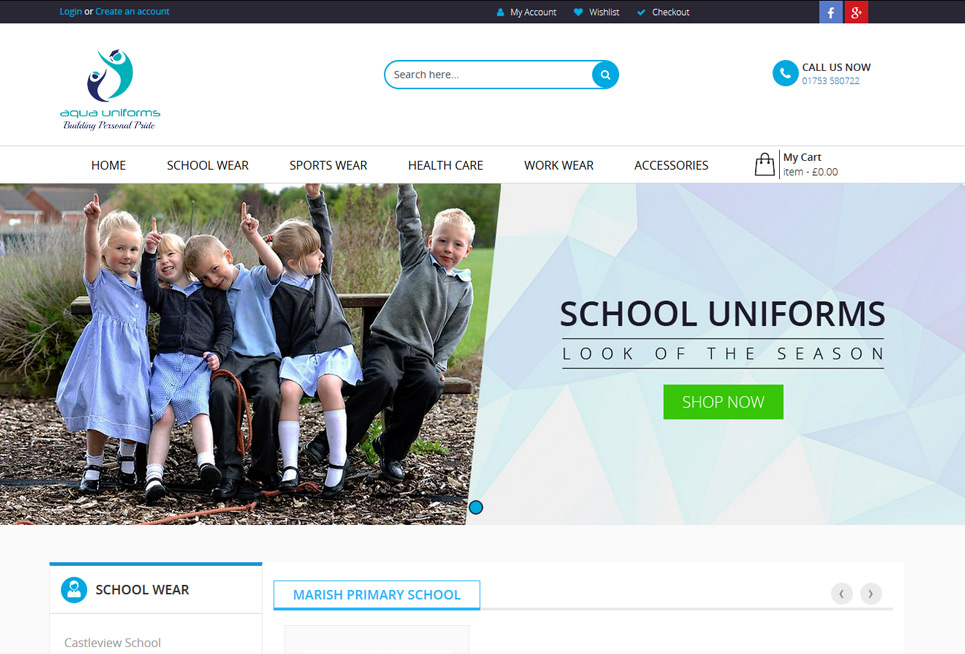 Login or Create an account
My Account
Wishlist
Checkout
f
g+
aqua uniforms
Building Personal Pride
Search here...
CALL US NOW
01753 580722
HOME
SCHOOL WEAR
SPORTS WEAR
HEALTH CARE
WORK WEAR
ACCESSORIES
My Cart
item - £0.00
SCHOOL UNIFORMS
LOOK OF THE SEASON
SHOP NOW
SCHOOL WEAR
MARISH PRIMARY SCHOOL
Castleview School